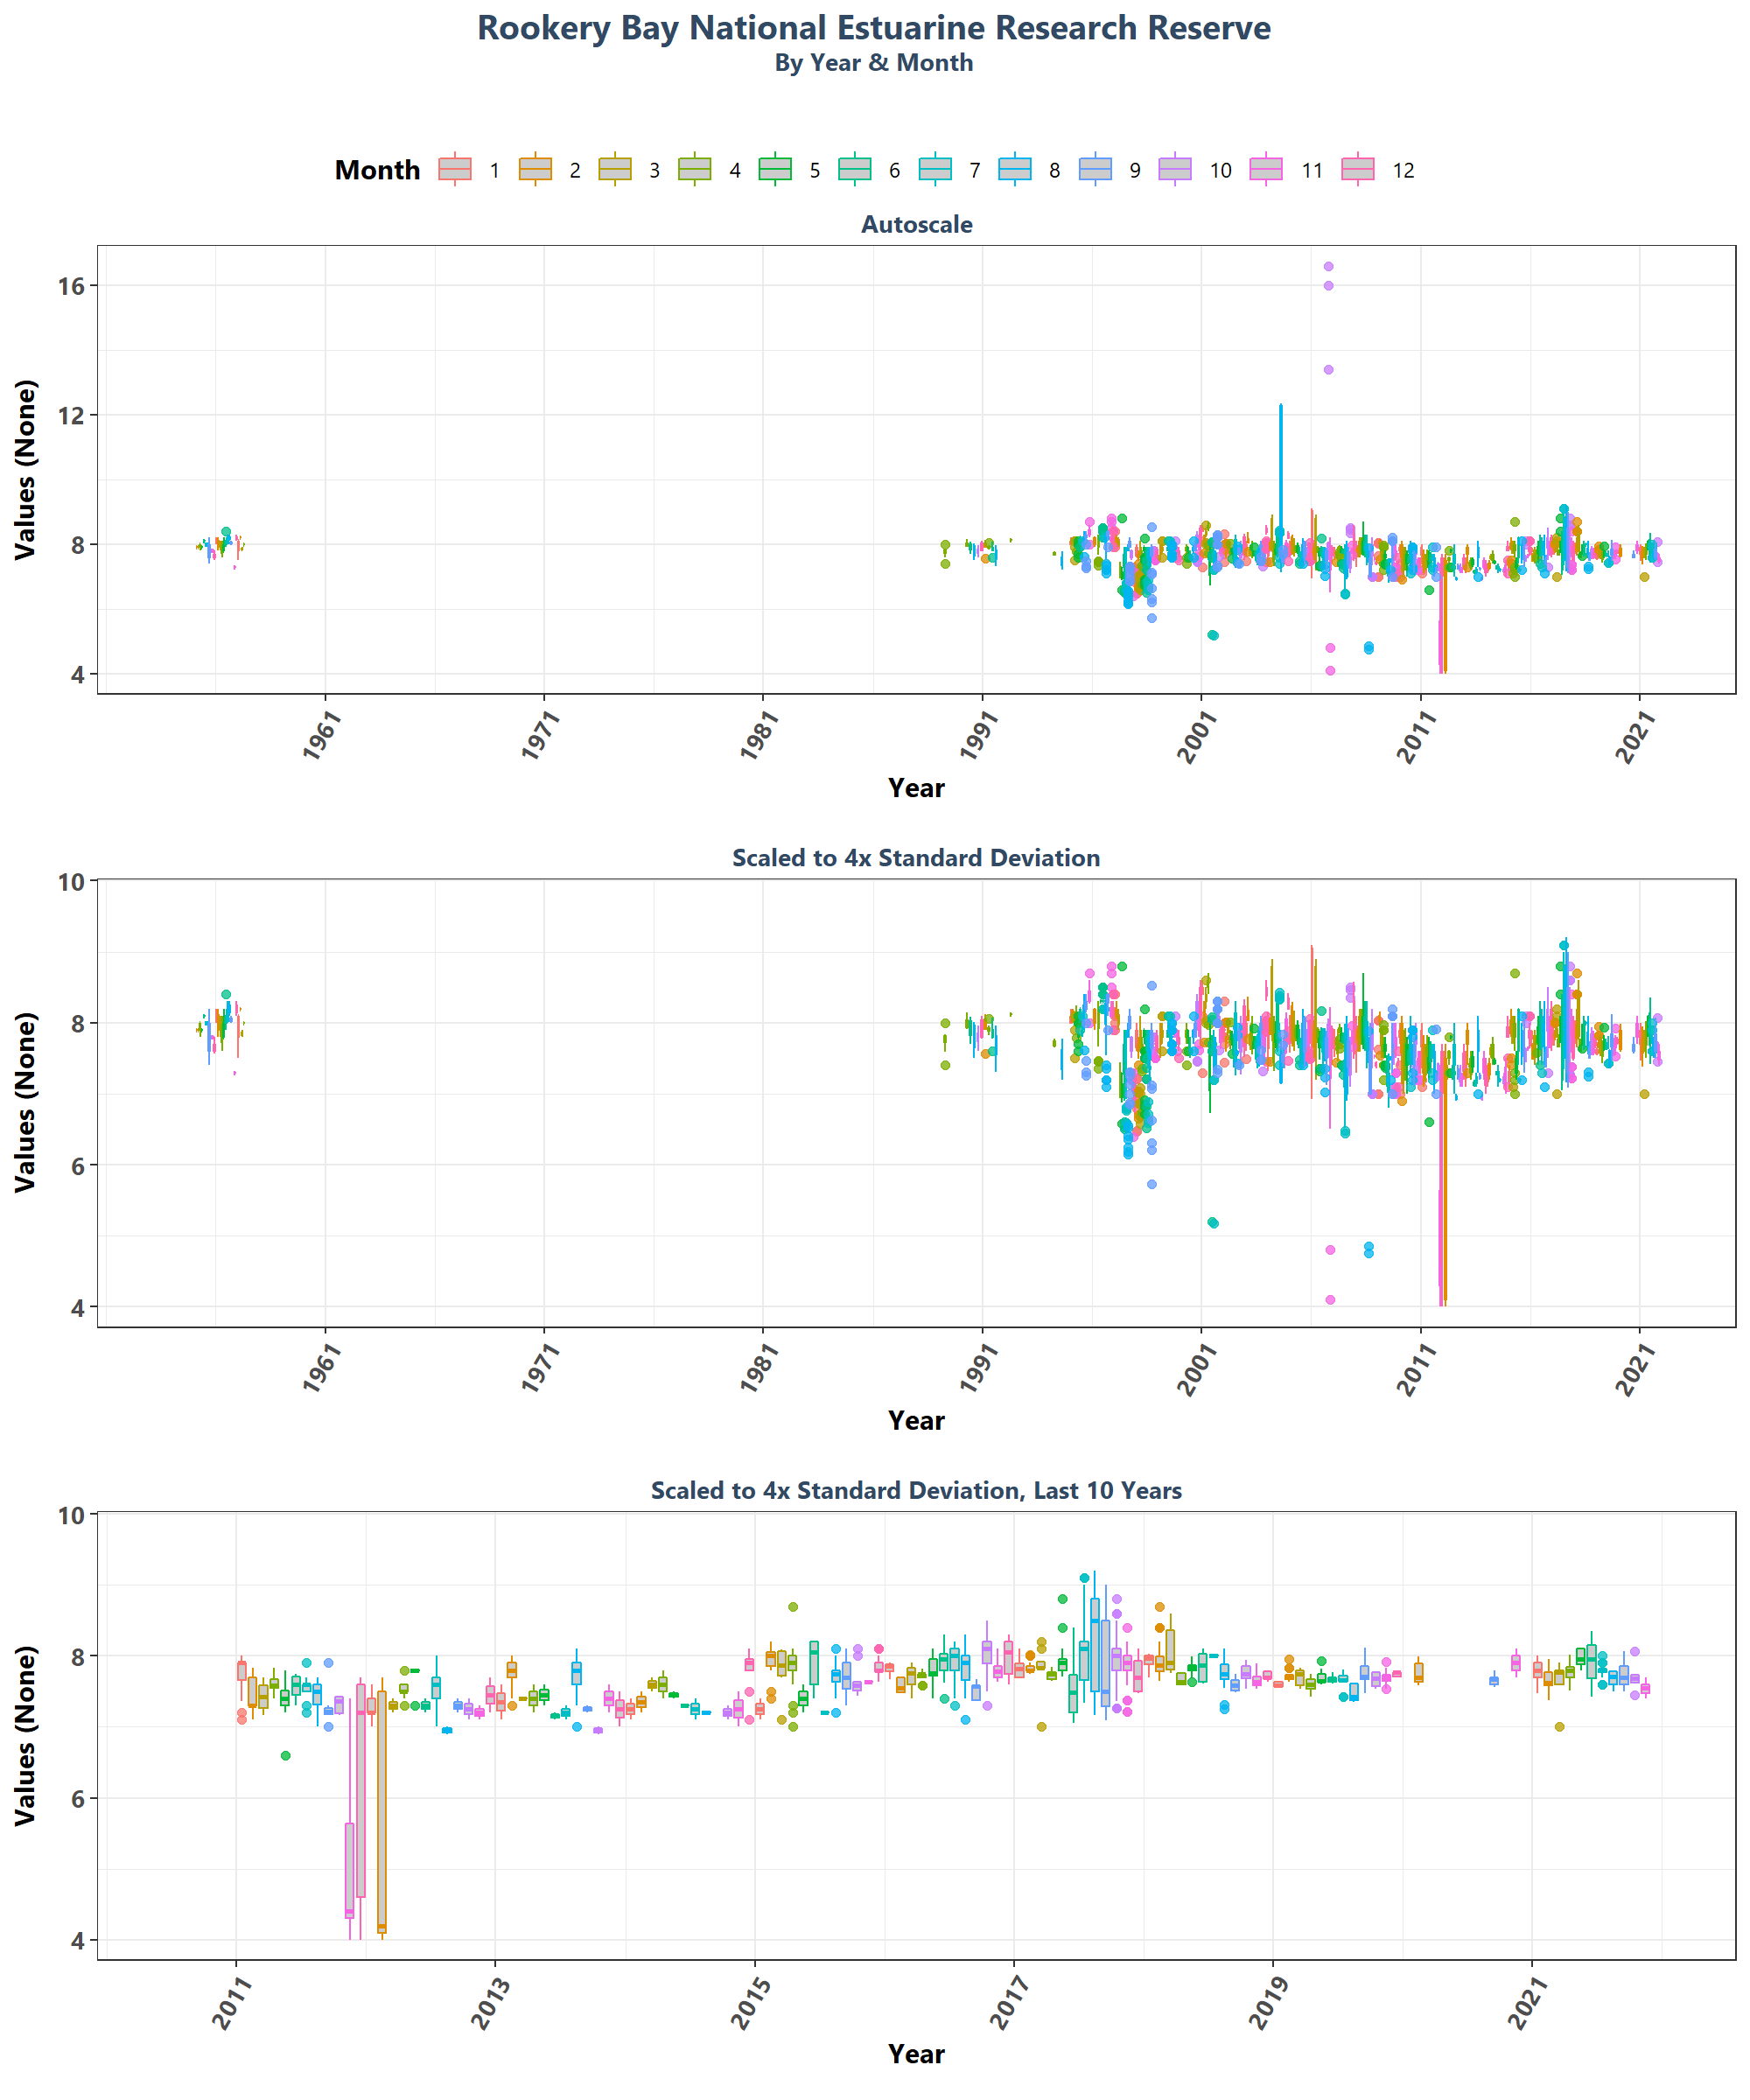 Rookery Bay National Estuarine Research Reserve
By Year & Month
Month 1 2 3 4 5 6 7 8 9 10 11 12
Autoscale
Values (None)
16
12
8
4
1961 1971 1981 1991 2001 2011 2021
Year
Scaled to 4x Standard Deviation
Values (None)
10
8
6
4
1961 1971 1981 1991 2001 2011 2021
Year
Scaled to 4x Standard Deviation, Last 10 Years
Values (None)
10
8
6
4
2011 2013 2015 2017 2019 2021
Year